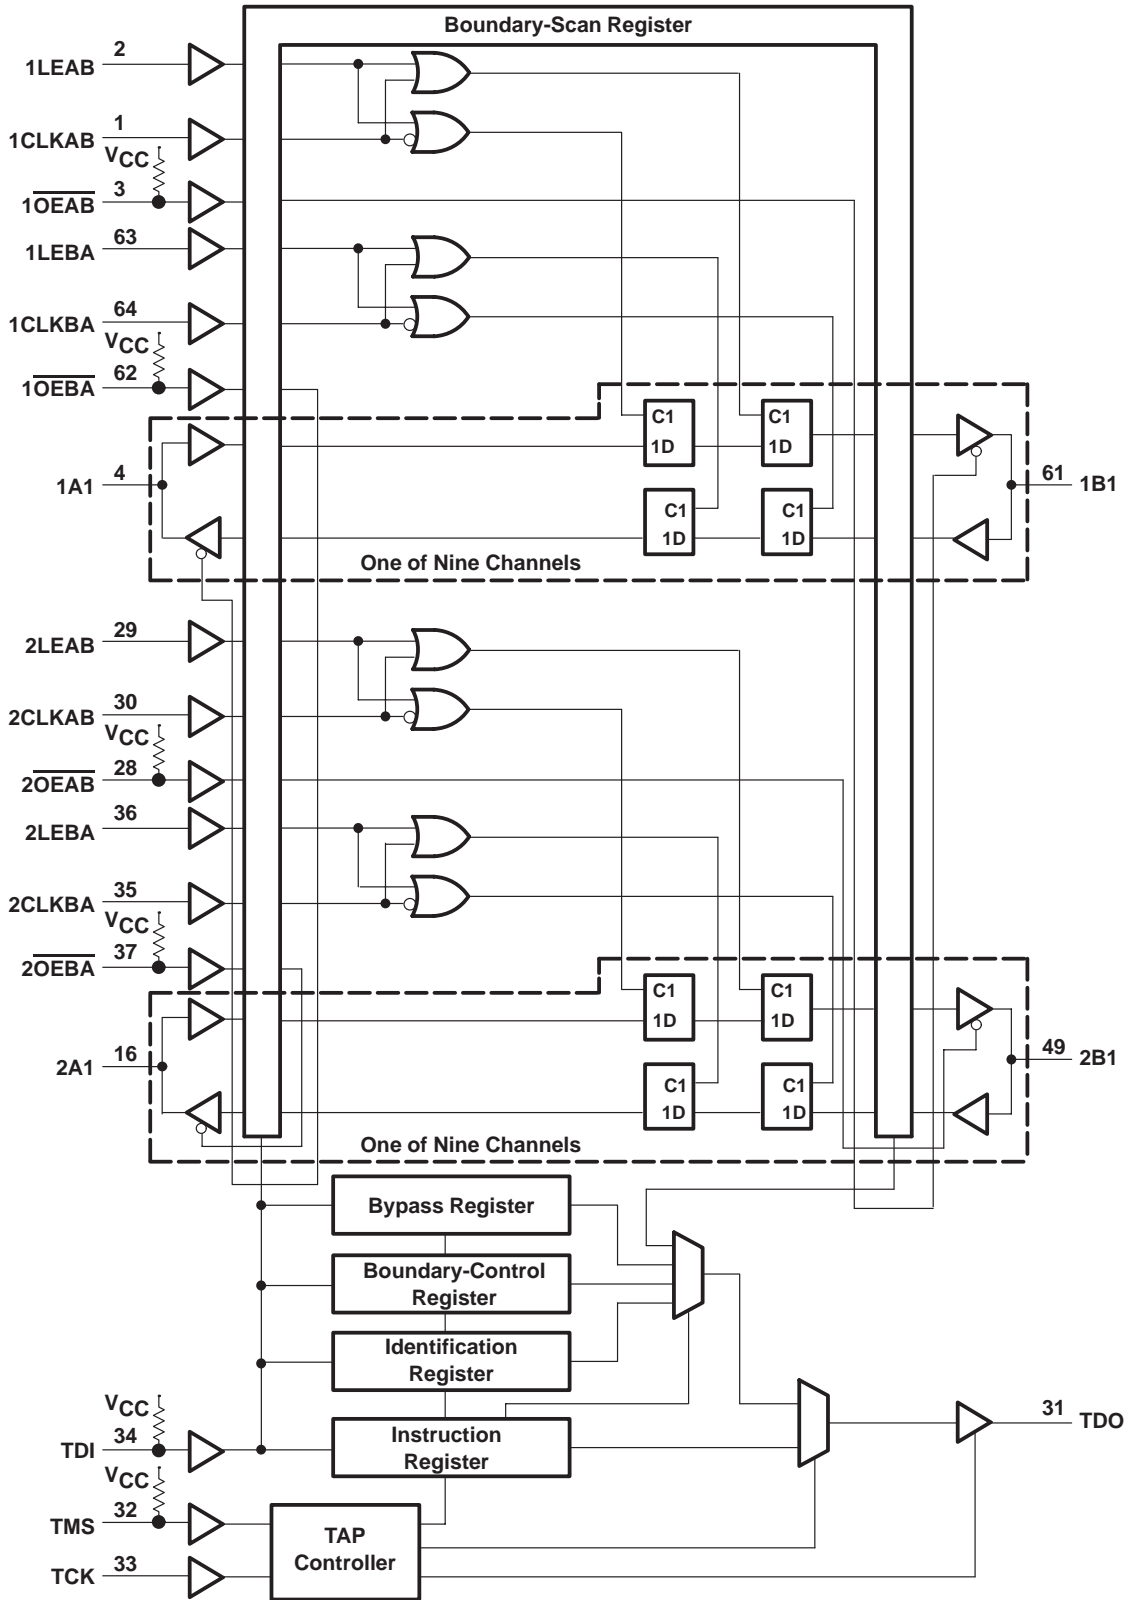 Boundary-Scan Register
2
1LEAB
1
1CLKAB
VCC
3
1OEAB
63
1LEBA
64
1CLKBA
VCC
62
1OEBA
C1
1D
C1
1D
4
1A1
61
1B1
C1
1D
C1
1D
One of Nine Channels
29
2LEAB
30
2CLKAB
VCC
28
2OEAB
36
2LEBA
35
2CLKBA
VCC
37
2OEBA
C1
1D
C1
1D
16
2A1
49
2B1
C1
1D
C1
1D
One of Nine Channels
Bypass Register
Boundary-Control
Register
Identification
Register
VCC
34
TDI
Instruction
Register
31
TDO
VCC
32
TMS
TAP
Controller
33
TCK